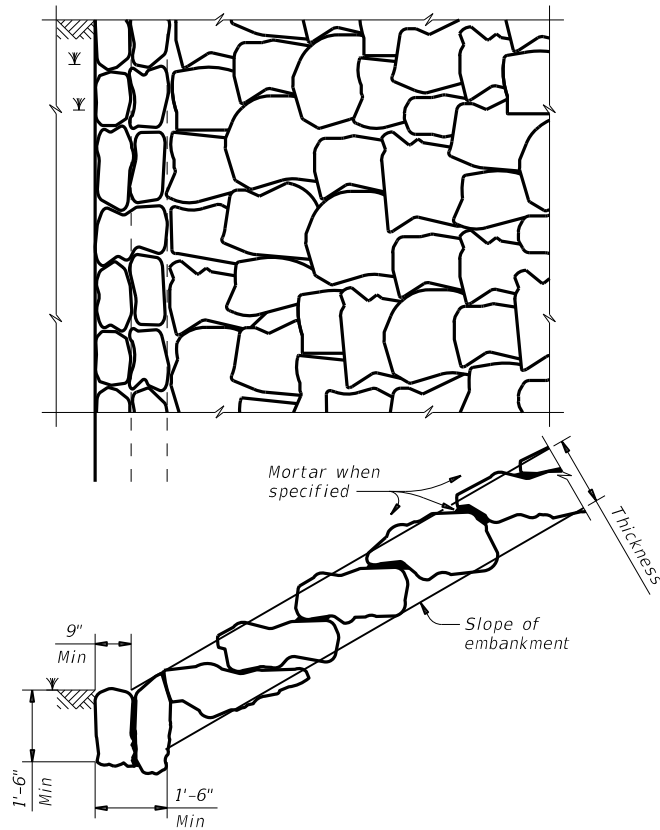 Mortar when
specified
Thickness
Slope of
embankment
9"
Min
1'-6"
Min
1'-6"
Min